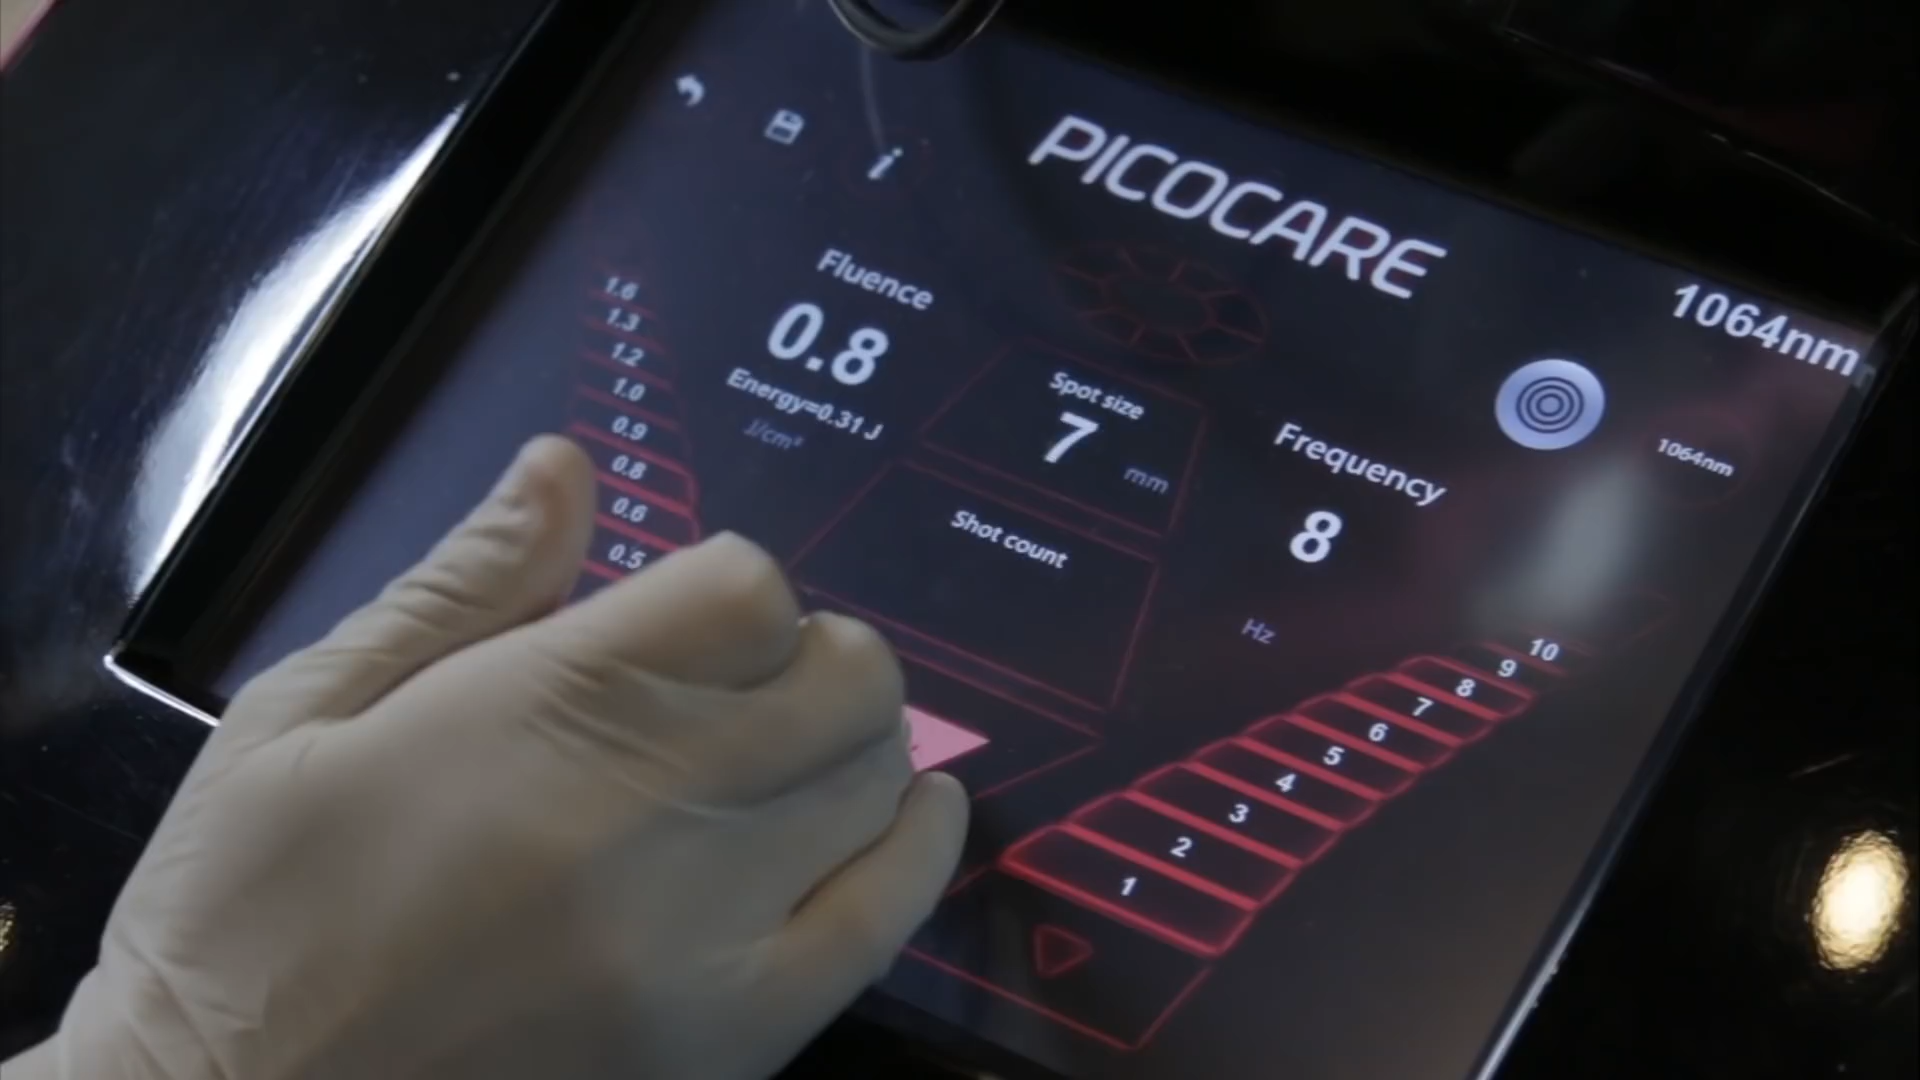 PICOCARE
1064nm
Fluence
0.8
Energy=0.31 J
J/cm²
1.6
1.3
1.2
1.0
0.9
0.8
0.6
0.5
Spot size
7
mm
Shot count
Frequency
8
Hz
1064nm
10
9
8
7
6
5
4
3
2
1